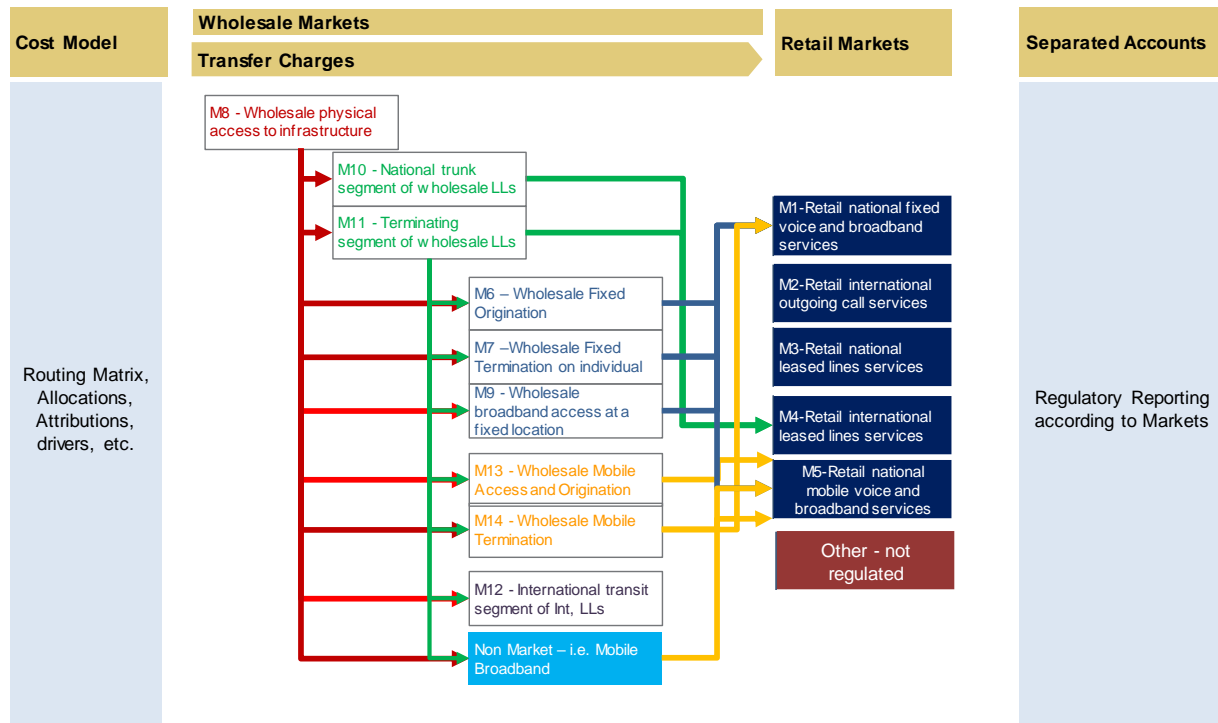 Cost Model
Wholesale Markets
Transfer Charges
Retail Markets
Separated Accounts
M8 - Wholesale physical
access to infrastructure
M10 - National trunk
segment of wholesale LLs
M11 - Terminating
segment of wholesale LLs
M6 – Wholesale Fixed
Origination
M7 –Wholesale Fixed
Termination on individual
M9 - Wholesale
broadband access at a
fixed location
M13 - Wholesale Mobile
Access and Origination
M14 - Wholesale Mobile
Termination
M12 - International transit
segment of Int, LLs
Non Market – i.e. Mobile
Broadband
M1-Retail national fixed
voice and broadband
services
M2-Retail international
outgoing call services
M3-Retail national
leased lines services
M4-Retail international
leased lines services
M5-Retail national
mobile voice and
broadband services
Other - not
regulated
Routing Matrix,
Allocations,
Attributions,
drivers, etc.
Regulatory Reporting
according to Markets